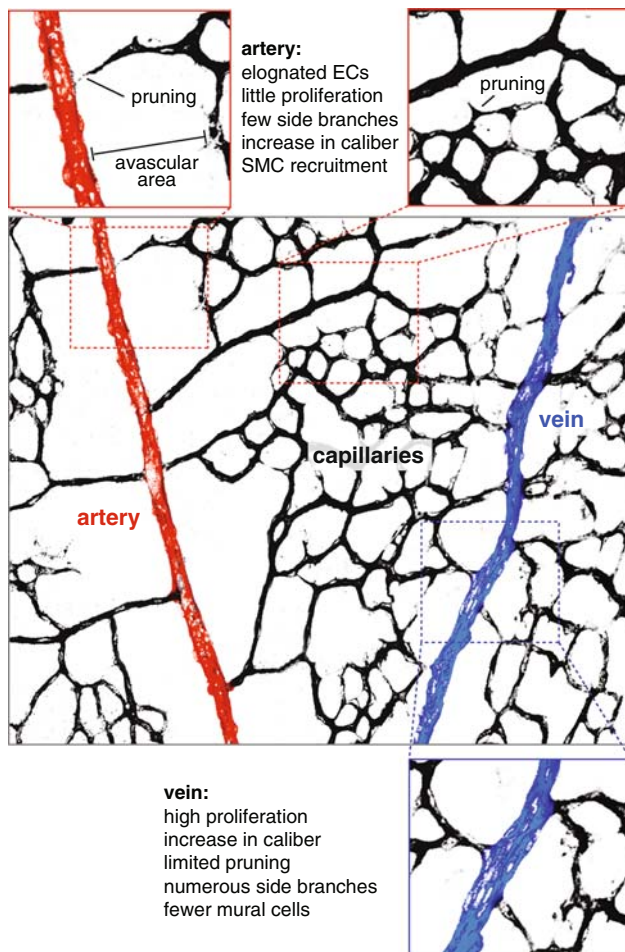 pruning
avascular
area
artery:
elognated ECs
little proliferation
few side branches
increase in caliber
SMC recruitment
pruning
vein
capillaries
artery
vein:
high proliferation
increase in caliber
limited pruning
numerous side branches
fewer mural cells